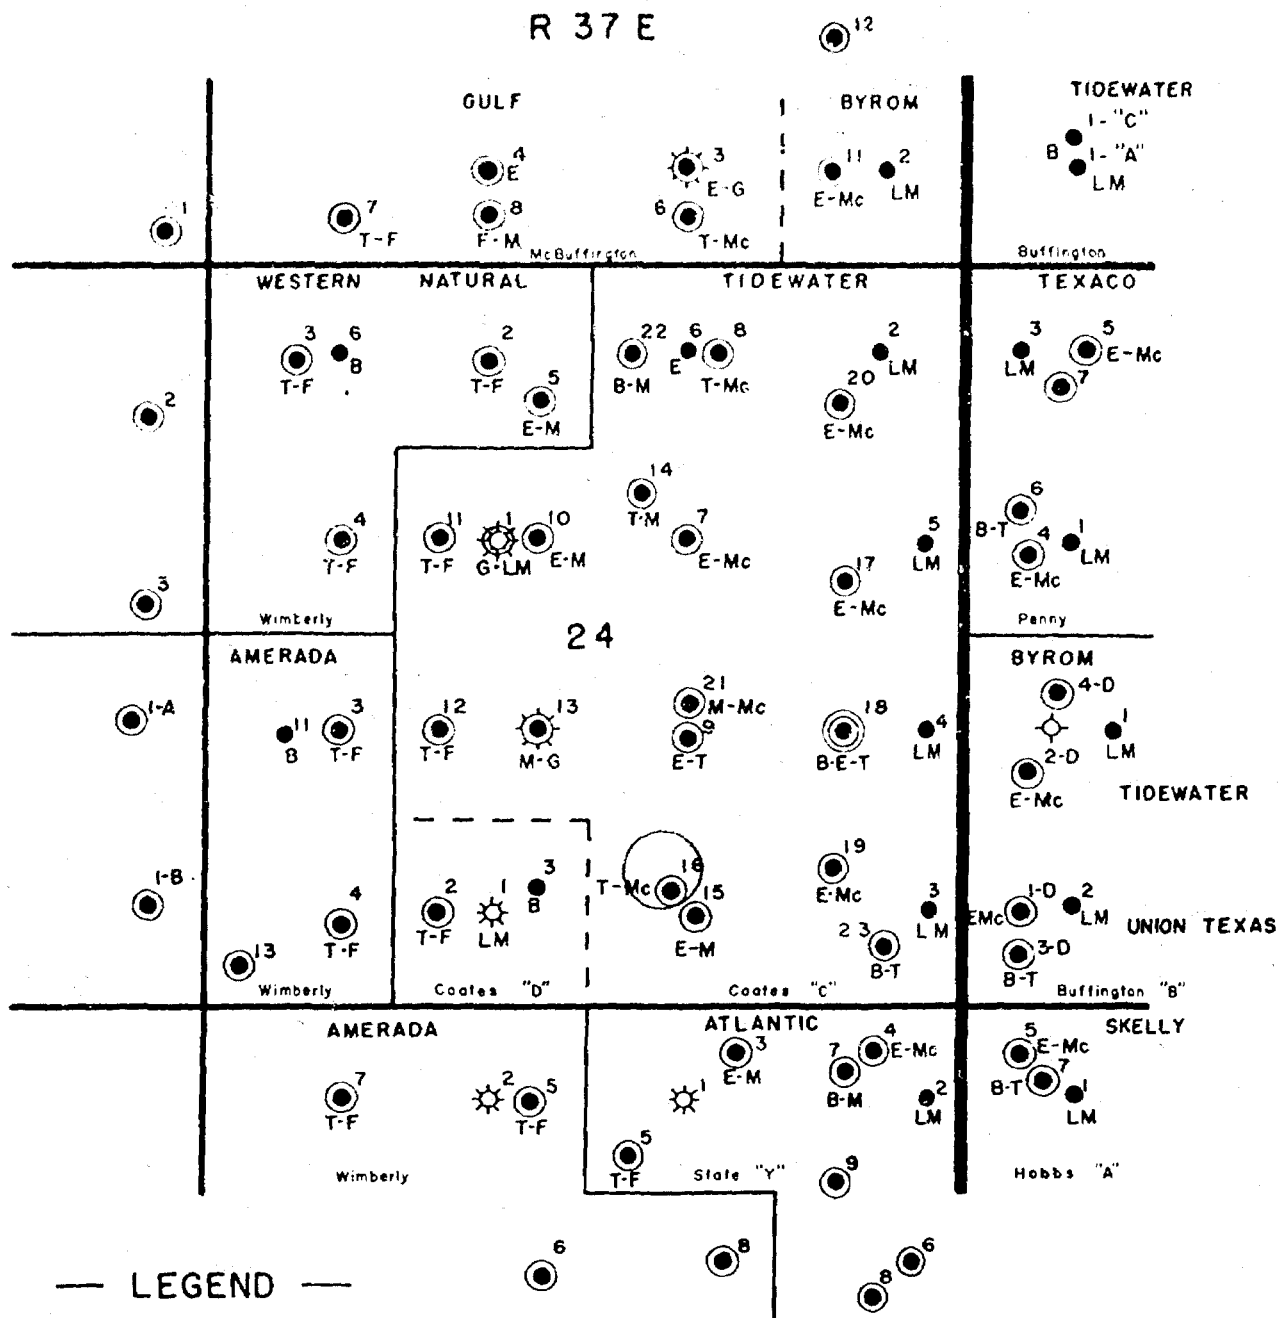 R 37 E
12
GULF
BYROM
TIDEWATER
1-"C"
B 1-"A"
LM
4
E
3
E-G
11
E-Mc
2
LM
1
7
T-F
8
F-M
6
T-Mc
McBuffington
Buffington
WESTERN NATURAL
TIDEWATER
TEXACO
3
T-F
6
B
2
T-F
5
E-M
22
B-M
6
E
8
T-Mc
2
LM
20
E-Mc
3
LM
5
E-Mc
7
2
14
T-M
6
B-T
4
T-F
11
T-F
1
G-LM
10
E-M
7
E-Mc
5
LM
17
E-Mc
4
E-Mc
1
LM
3
Wimberly
24
Penny
AMERADA
BYROM
1-A
11
B
3
T-F
12
T-F
13
M-G
21
M-Mc
9
E-T
18
B-E-T
4
LM
4-D
1
LM
2-D
E-Mc
TIDEWATER
1-B
4
T-F
13
2
T-F
1
LM
3
B
T-Mc 16
15
E-M
19
E-Mc
3
LM
23
B-T
1-D
EMc
2
LM
UNION TEXAS
3-D
B-T
Wimberly
Coates "D"
Coates "C"
Buffington "B"
AMERADA
ATLANTIC
SKELLY
7
T-F
2
5
T-F
1
3
E-M
7
B-M
4
E-Mc
2
LM
5
E-Mc
B-T 7
1
LM
5
T-F
9
Wimberly
State "Y"
Hobbs "A"
6
8
6
8
— LEGEND —